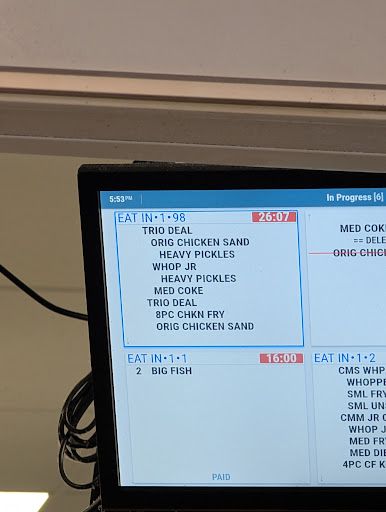 5:53PM
In Progress [6]
EAT IN•1•98 26:07
TRIO DEAL
ORIG CHICKEN SAND
HEAVY PICKLES
WHOP JR
HEAVY PICKLES
MED COKE
TRIO DEAL
8PC CHKN FRY
ORIG CHICKEN SAND
MED COK
== DELE
ORIG CHIC
EAT IN•1•1 16:00
2 BIG FISH
PAID
EAT IN•1•2
CMS WHP
WHOPP
SML FRY
SML UN
CMM JR C
WHOP J
MED FR
MED DIE
4PC CF K